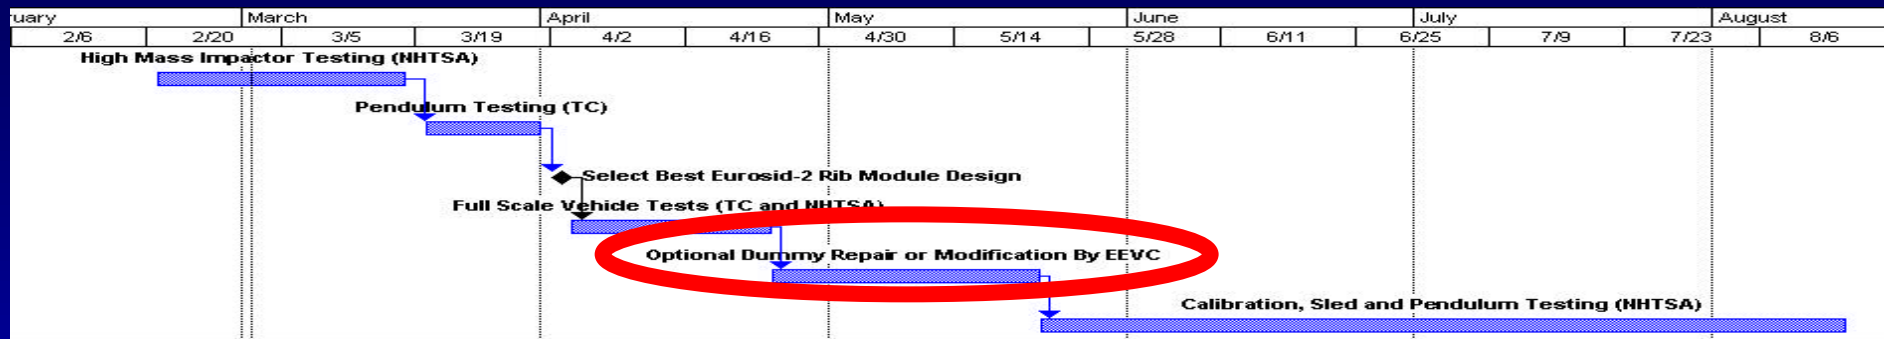 uary March April May June July August
2/6 2/20 3/5 3/19 4/2 4/16 4/30 5/14 5/28 6/11 6/25 7/9 7/23 8/6
High Mass Impactor Testing (NHTSA)
Pendulum Testing (TC)
Select Best Eurosid-2 Rib Module Design
Full Scale Vehicle Tests (TC and NHTSA)
Optional Dummy Repair or Modification By EEVC
Calibration, Sled and Pendulum Testing (NHTSA)